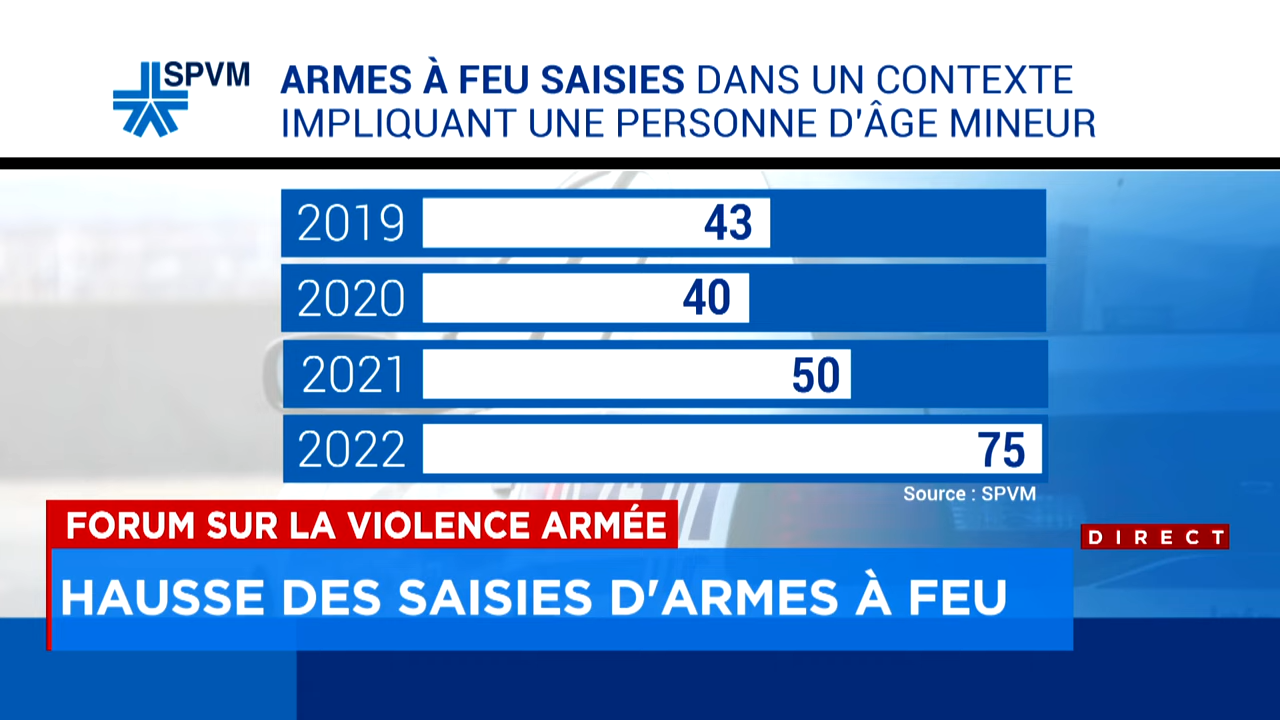 SPVM
ARMES À FEU SAISIES DANS UN CONTEXTE
IMPLIQUANT UNE PERSONNE D'ÂGE MINEUR
2019 43
2020 40
2021 50
2022 75
Source : SPVM
FORUM SUR LA VIOLENCE ARMÉE
DIRECT
HAUSSE DES SAISIES D'ARMES À FEU